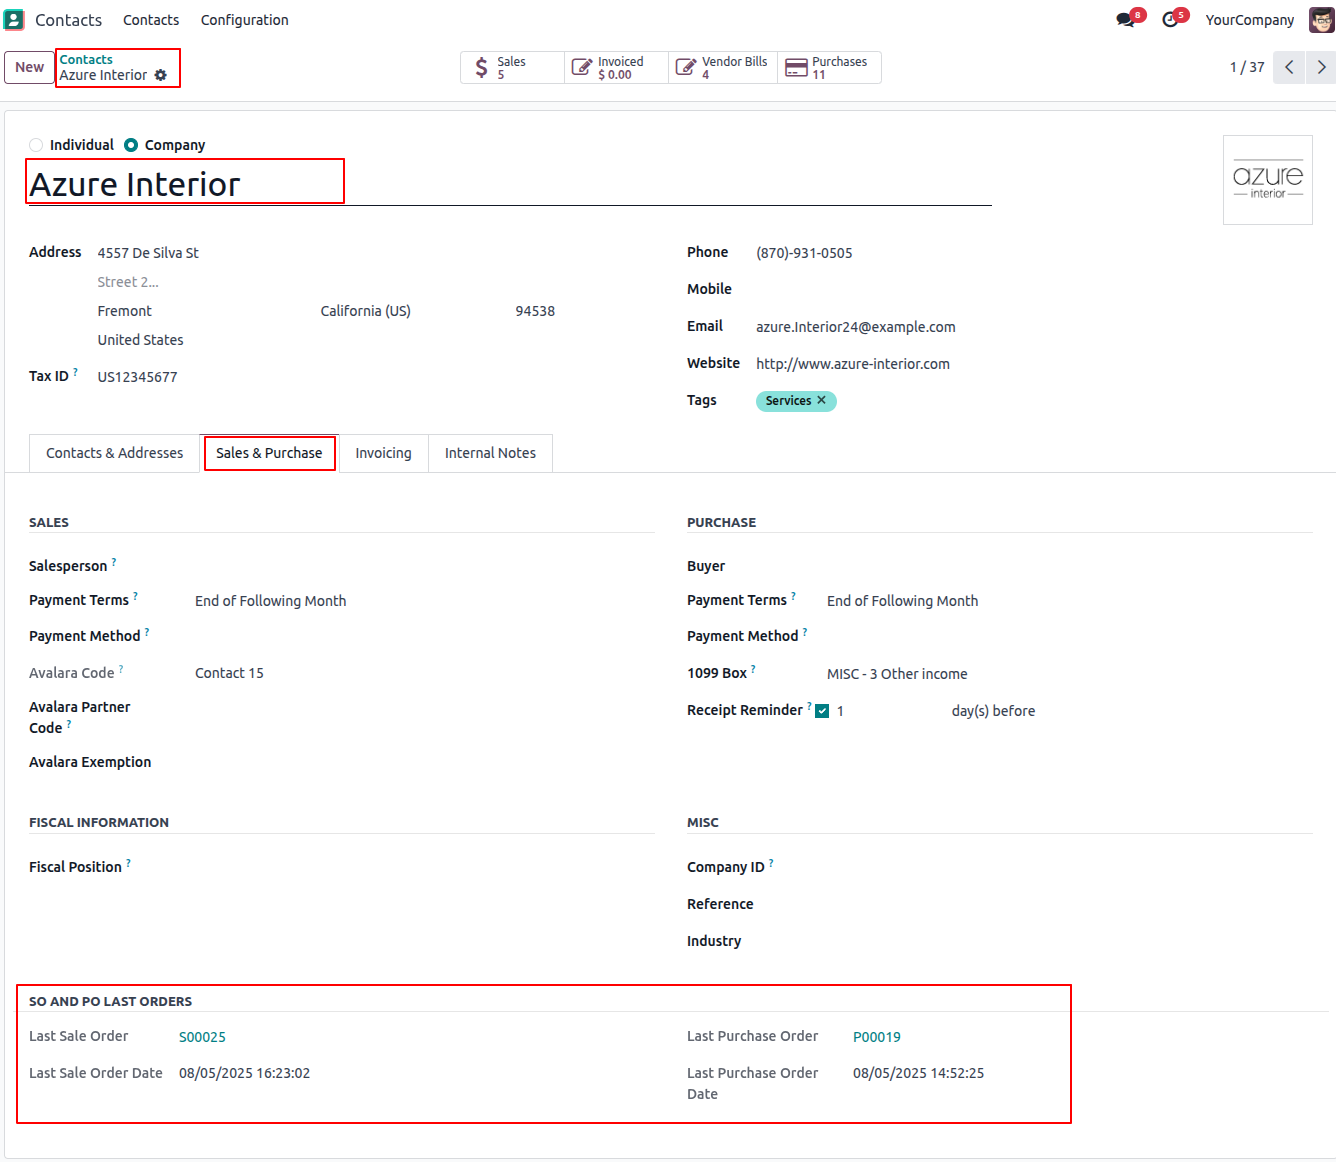 Contacts Contacts Configuration 8 5 YourCompany
New Contacts
Azure Interior
Sales
5
Invoiced
$ 0.00
Vendor Bills
4
Purchases
11
1 / 37
Individual Company
Azure Interior
azure
interior
Address 4557 De Silva St
Street 2...
Fremont California (US) 94538
United States
Tax ID ? US12345677
Phone (870)-931-0505
Mobile
Email azure.Interior24@example.com
Website http://www.azure-interior.com
Tags Services ✕
Contacts & Addresses Sales & Purchase Invoicing Internal Notes
SALES
Salesperson ?
Payment Terms ? End of Following Month
Payment Method ?
Avalara Code ? Contact 15
Avalara Partner
Code ?
Avalara Exemption
PURCHASE
Buyer
Payment Terms ? End of Following Month
Payment Method ?
1099 Box ? MISC - 3 Other income
Receipt Reminder ? 1 day(s) before
FISCAL INFORMATION
Fiscal Position ?
MISC
Company ID ?
Reference
Industry
SO AND PO LAST ORDERS
Last Sale Order S00025
Last Sale Order Date 08/05/2025 16:23:02
Last Purchase Order P00019
Last Purchase Order
Date
08/05/2025 14:52:25